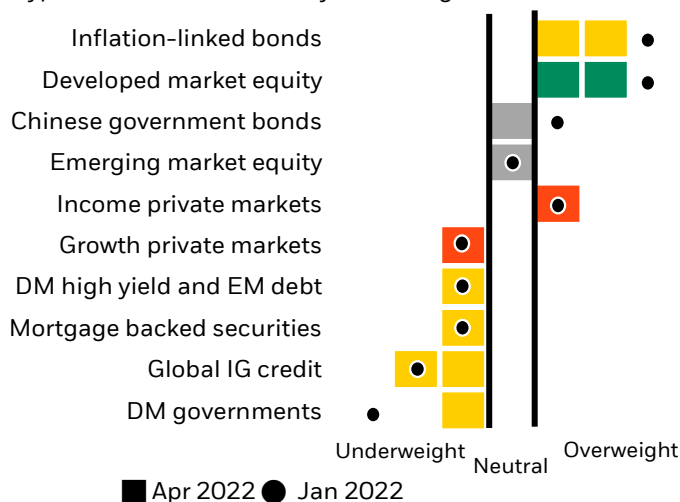 Inflation-linked bonds
Developed market equity
Chinese government bonds
Emerging market equity
Income private markets
Growth private markets
DM high yield and EM debt
Mortgage backed securities
Global IG credit
DM governments
Underweight Neutral Overweight
Apr 2022 Jan 2022